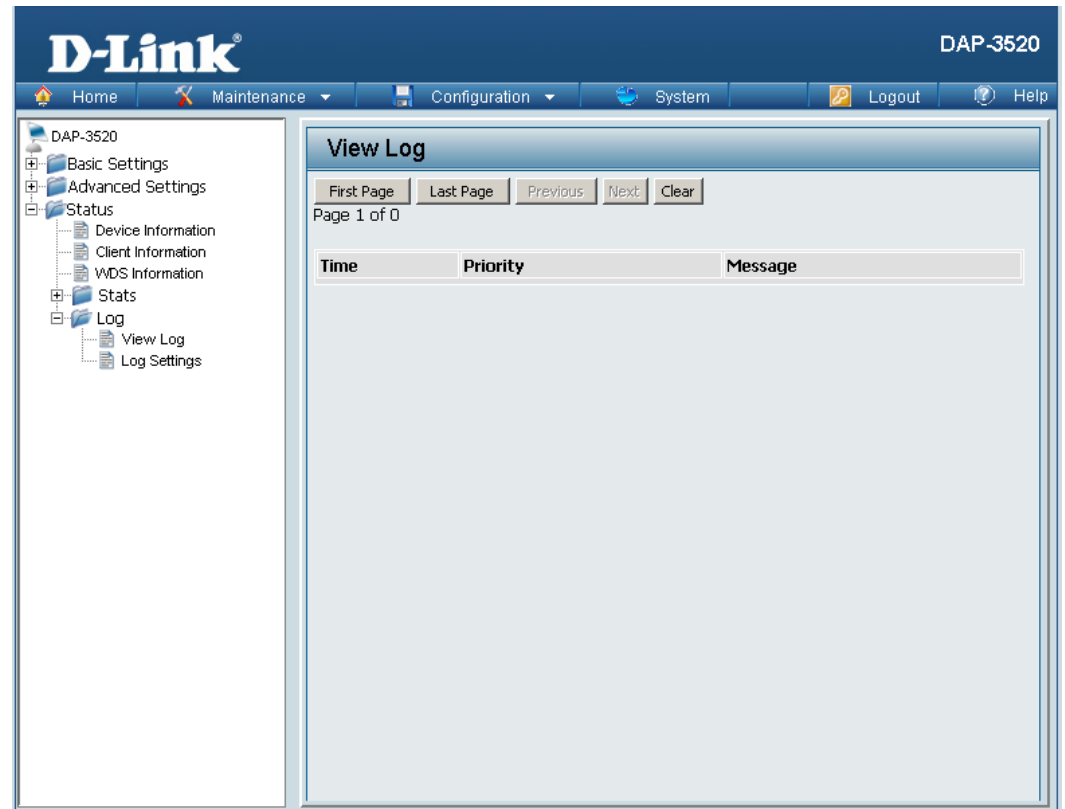 D-Link®
DAP-3520
Home Maintenance Configuration System Logout Help
DAP-3520
Basic Settings
Advanced Settings
Status
Device Information
Client Information
WDS Information
Stats
Log
View Log
Log Settings
View Log
First Page Last Page Previous Next Clear
Page 1 of 0
Time Priority Message